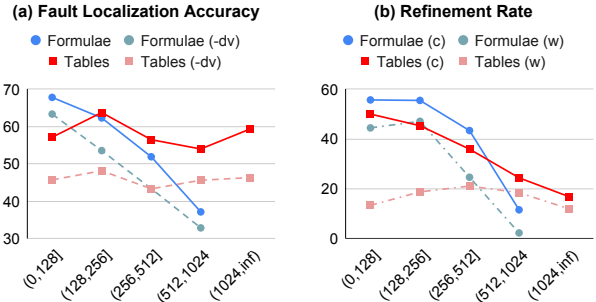 (a) Fault Localization Accuracy
Formulae Formulae (-dv)
Tables Tables (-dv)
70
60
50
40
30
(0,128]
(128,256]
(256,512]
(512,1024
(1024,inf)
(b) Refinement Rate
Formulae (c) Formulae (w)
Tables (c) Tables (w)
60
40
20
0
(0,128]
(128,256]
(256,512]
(512,1024
(1024,inf)